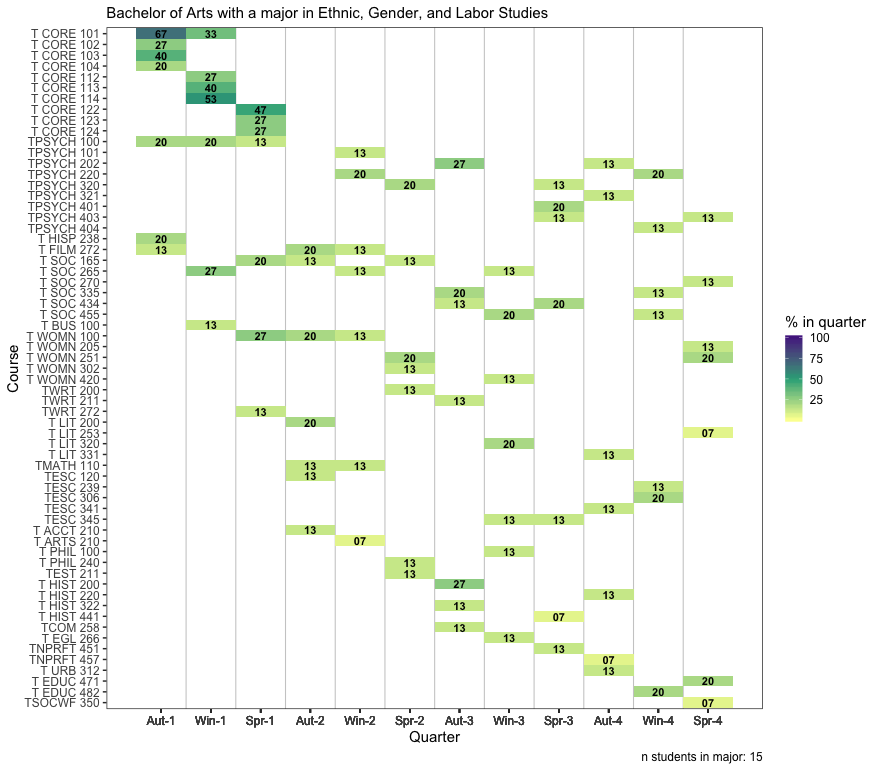 Bachelor of Arts with a major in Ethnic, Gender, and Labor Studies
T CORE 101 67 33
T CORE 102 27
T CORE 103 40
T CORE 104 20
T CORE 112 27
T CORE 113 40
T CORE 114 53
T CORE 122 47
T CORE 123 27
T CORE 124 27
TPSYCH 100 20 20 13
TPSYCH 101 13
TPSYCH 202 27 13
TPSYCH 220 20 20
TPSYCH 320 20 13
TPSYCH 321 13
TPSYCH 401 20
TPSYCH 403 13 13
TPSYCH 404 13
T HISP 238 20
T FILM 272 13 20 13
T SOC 165 20 13 13
T SOC 265 27 13 13
T SOC 270 13
T SOC 335 20 13
T SOC 434 13 20
T SOC 455 20 13
T BUS 100 13
T WOMN 100 27 20 13
T WOMN 205 13
T WOMN 251 20 20
T WOMN 302 13
T WOMN 420 13
TWRT 200 13
TWRT 211 13
TWRT 272 13
T LIT 200 20
T LIT 253 07
T LIT 320 20
T LIT 331 13
TMATH 110 13 13
TESC 120 13
TESC 239 13
TESC 306 20
TESC 341 13
TESC 345 13 13
T ACCT 210 13
T ARTS 210 07
T PHIL 100 13
T PHIL 240 13
TEST 211 13
T HIST 200 27
T HIST 220 13
T HIST 322 13
T HIST 441 07
TCOM 258 13
T EGL 266 13
TNPRFT 451 13
TNPRFT 457 07
T URB 312 13
T EDUC 471 20
T EDUC 482 20
TSOCWF 350 07
Aut-1 Win-1 Spr-1 Aut-2 Win-2 Spr-2 Aut-3 Win-3 Spr-3 Aut-4 Win-4 Spr-4
Quarter
Course
% in quarter
100
75
50
25
n students in major: 15